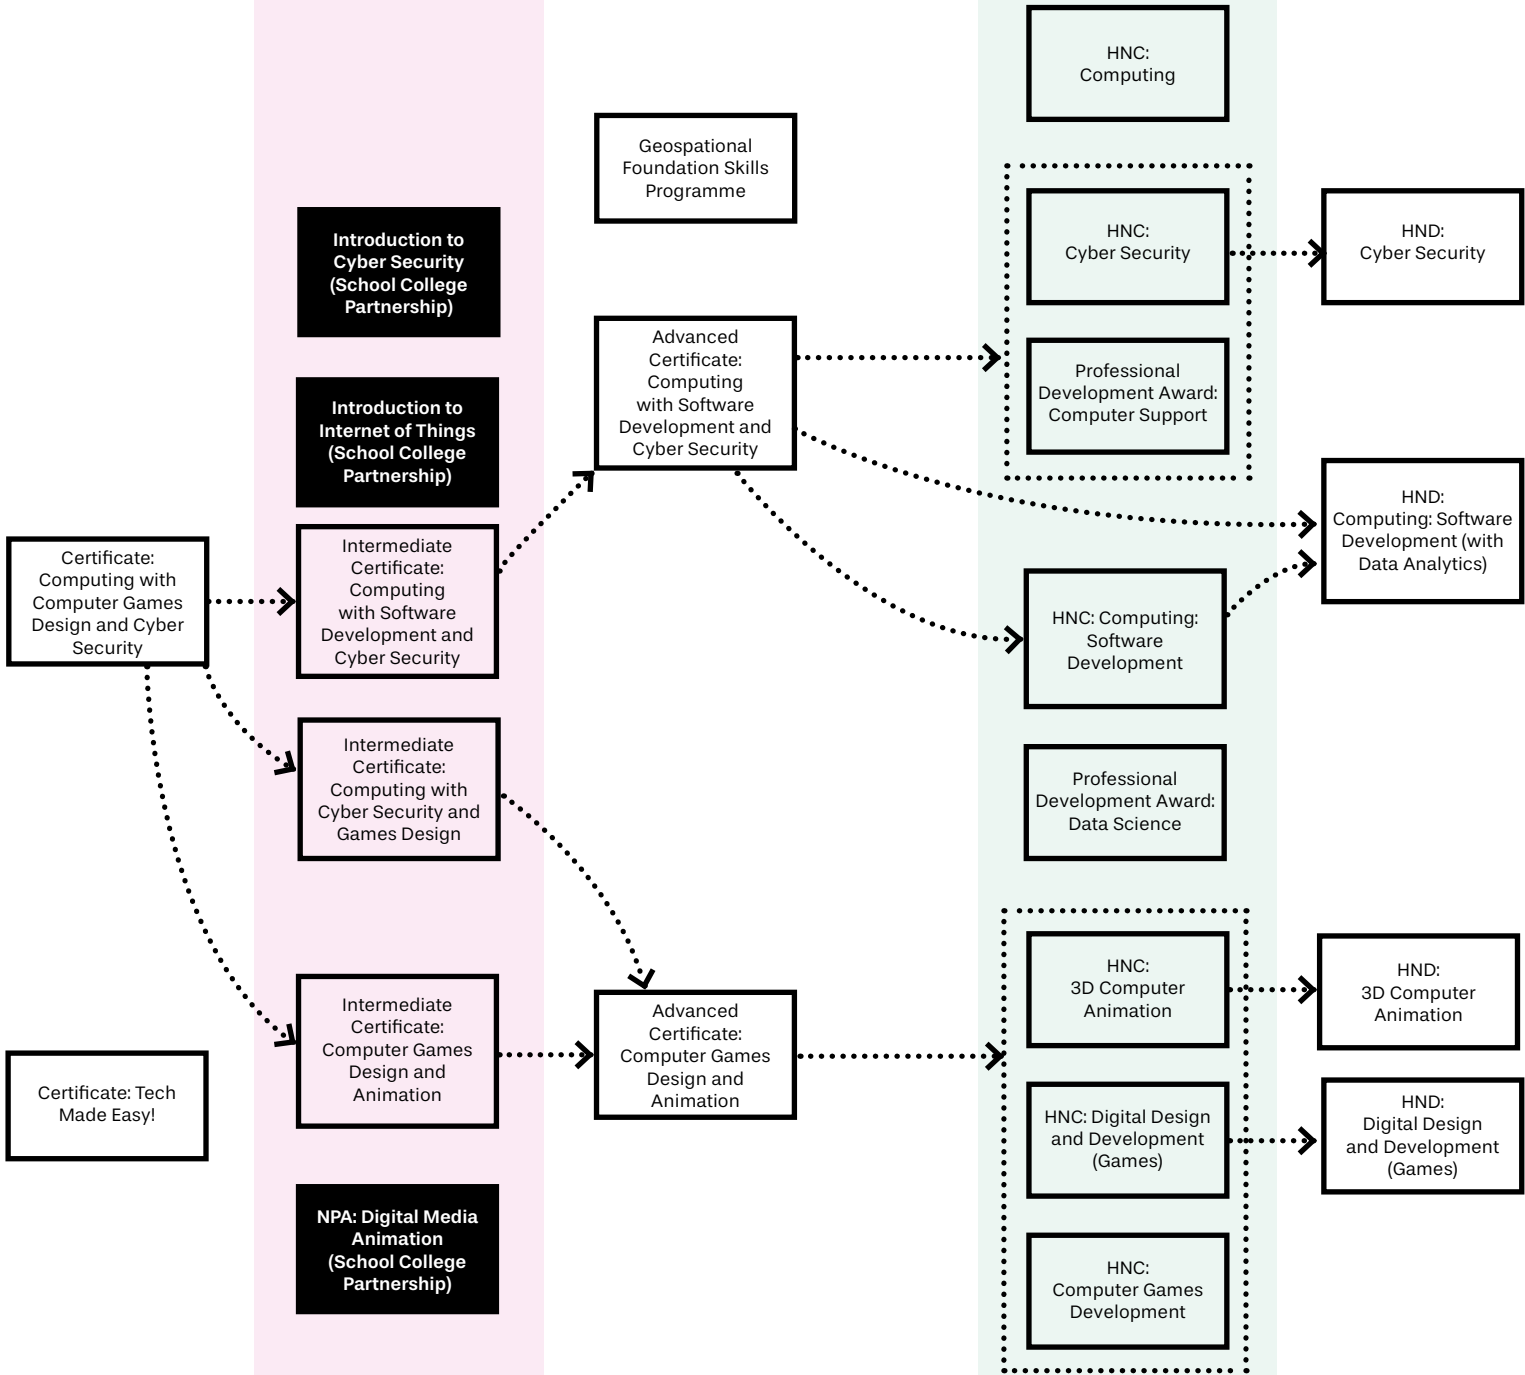 Certificate:
Computing with
Computer Games
Design and Cyber
Security
Certificate: Tech
Made Easy!
Introduction to
Cyber Security
(School College
Partnership)
Introduction to
Internet of Things
(School College
Partnership)
Intermediate
Certificate:
Computing
with Software
Development and
Cyber Security
Intermediate
Certificate:
Computing with
Cyber Security and
Games Design
Intermediate
Certificate:
Computer Games
Design and
Animation
NPA: Digital Media
Animation
(School College
Partnership)
Geospational
Foundation Skills
Programme
Advanced
Certificate:
Computing
with Software
Development and
Cyber Security
Advanced
Certificate:
Computer Games
Design and
Animation
HNC:
Computing
HNC:
Cyber Security
Professional
Development Award:
Computer Support
HNC: Computing:
Software
Development
Professional
Development Award:
Data Science
HNC:
3D Computer
Animation
HNC: Digital Design
and Development
(Games)
HNC:
Computer Games
Development
HND:
Cyber Security
HND:
Computing: Software
Development (with
Data Analytics)
HND:
3D Computer
Animation
HND:
Digital Design
and Development
(Games)